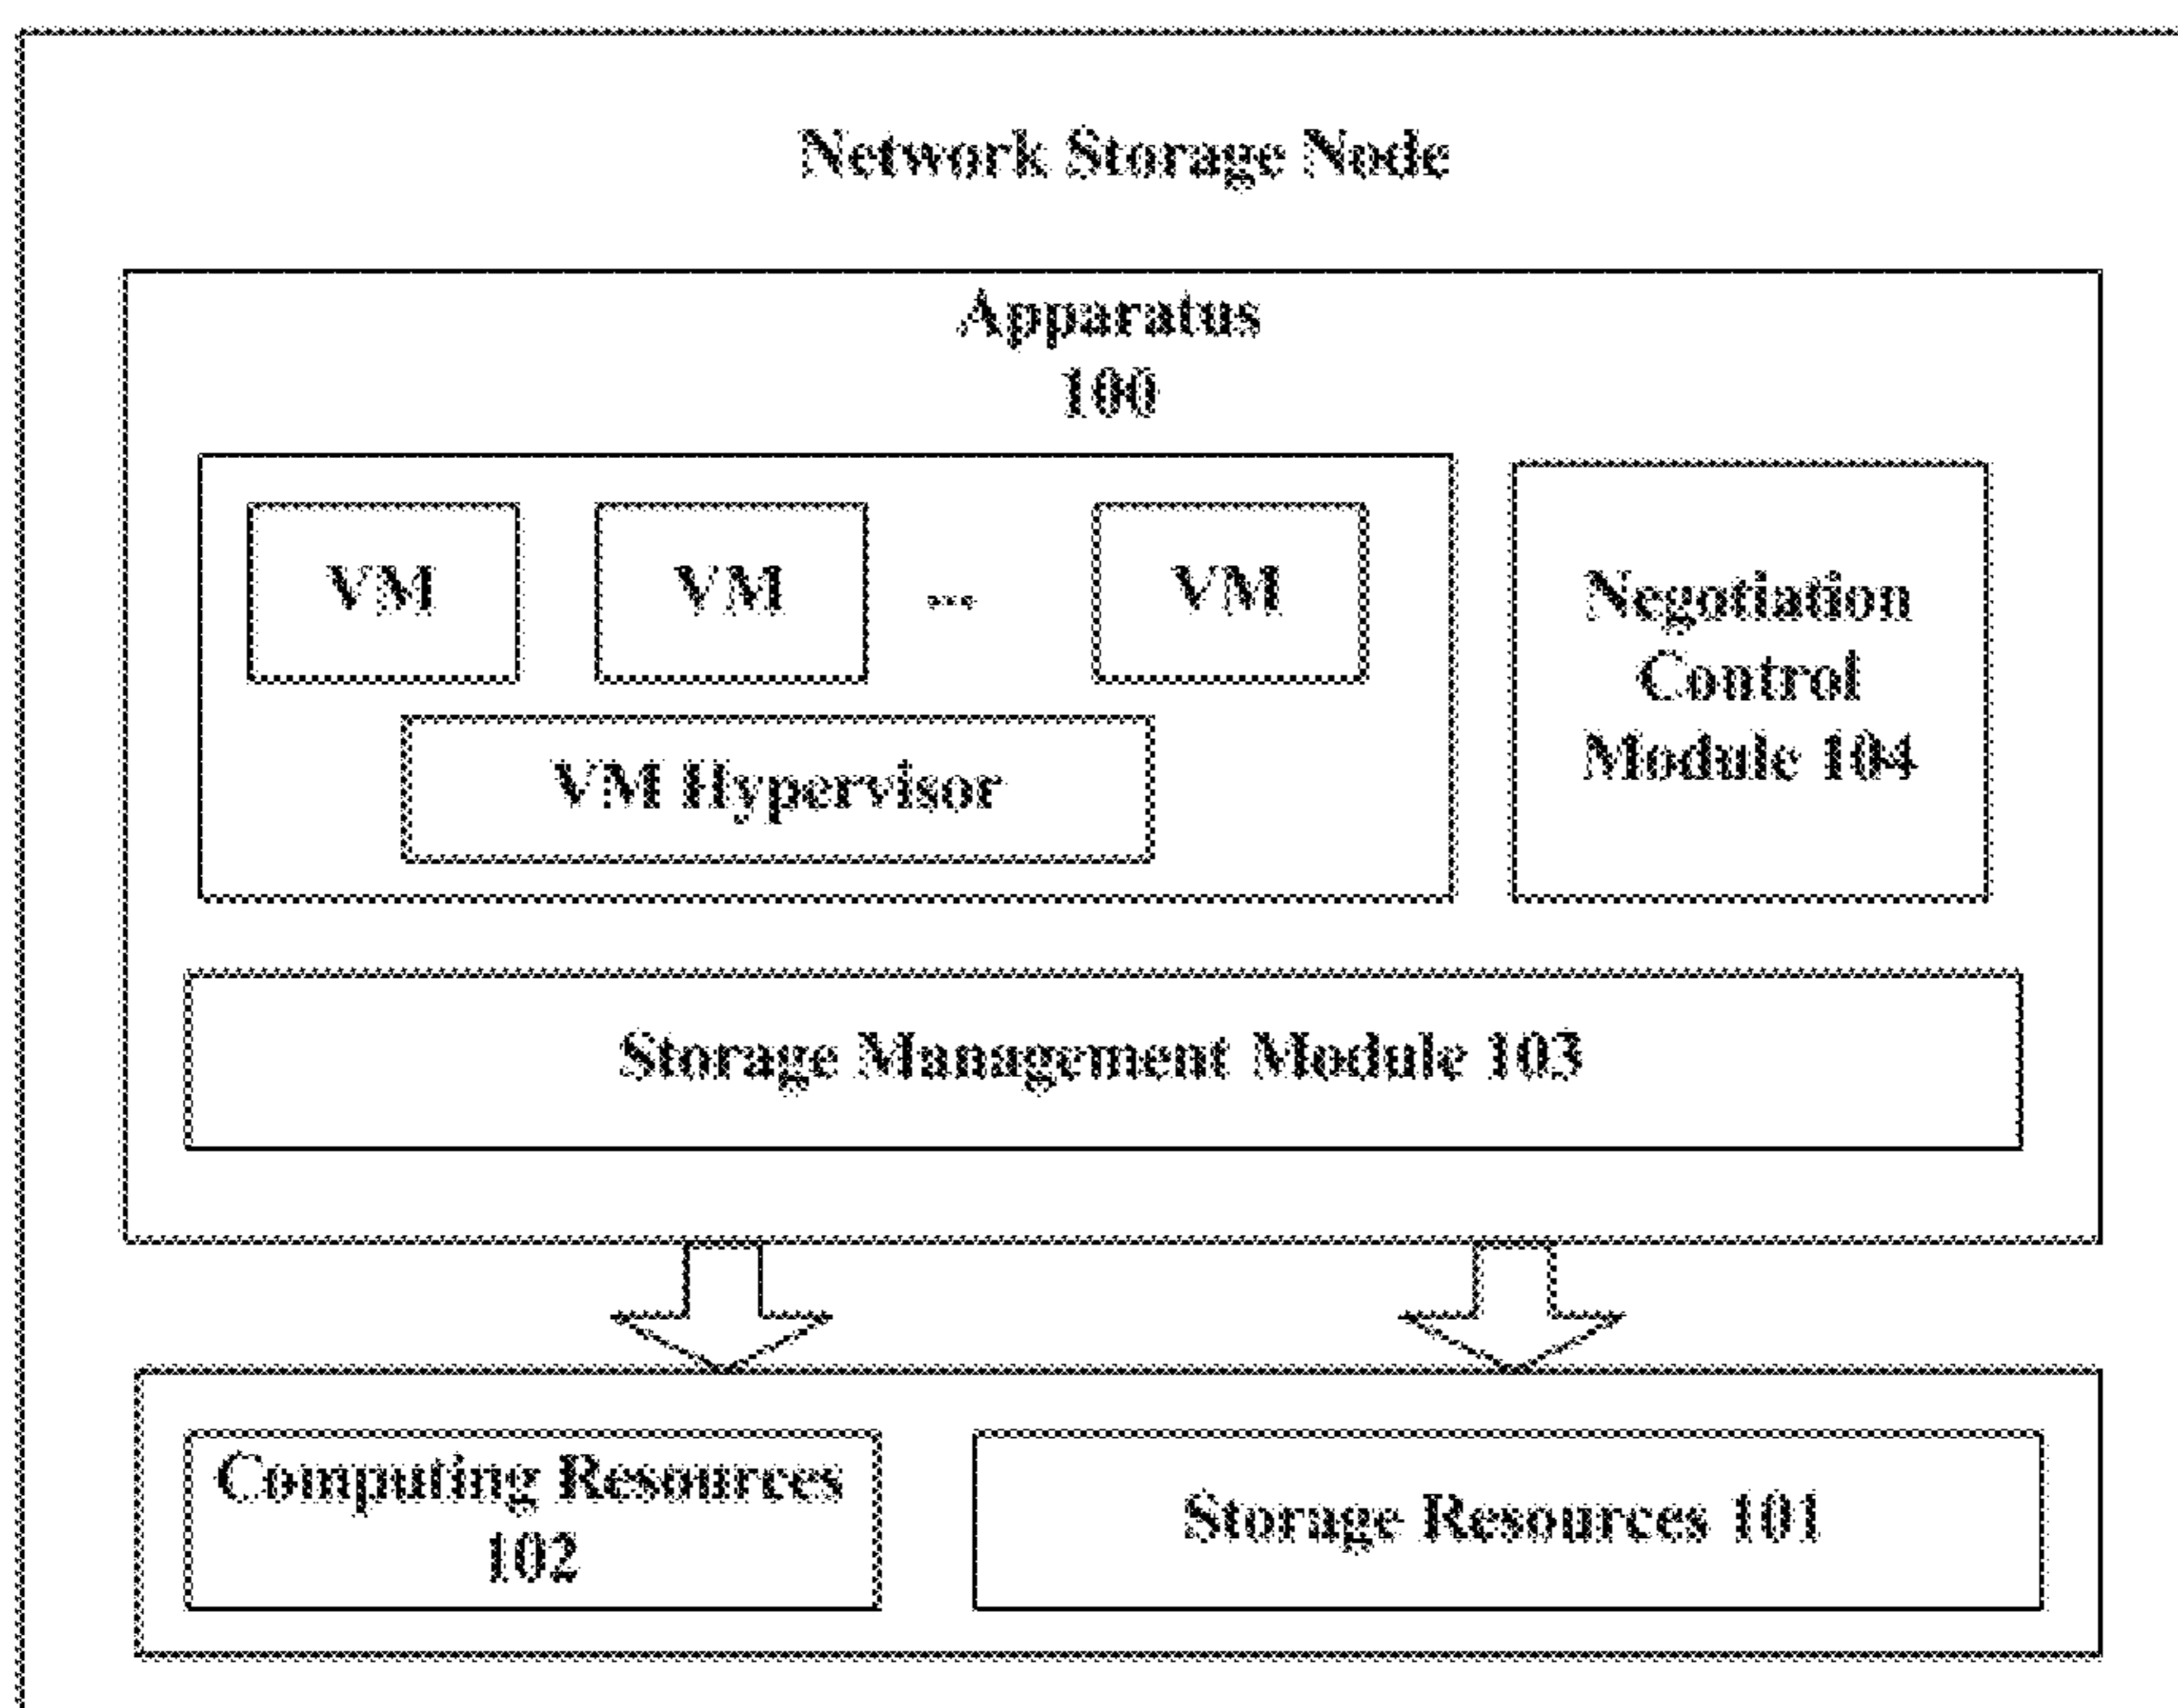 Network Storage Node
Apparatus
100
VM VM ... VM
Negotiation
Control
Module 104
VM Hypervisor
Storage Management Module 103
Computing Resources
102
Storage Resources 101